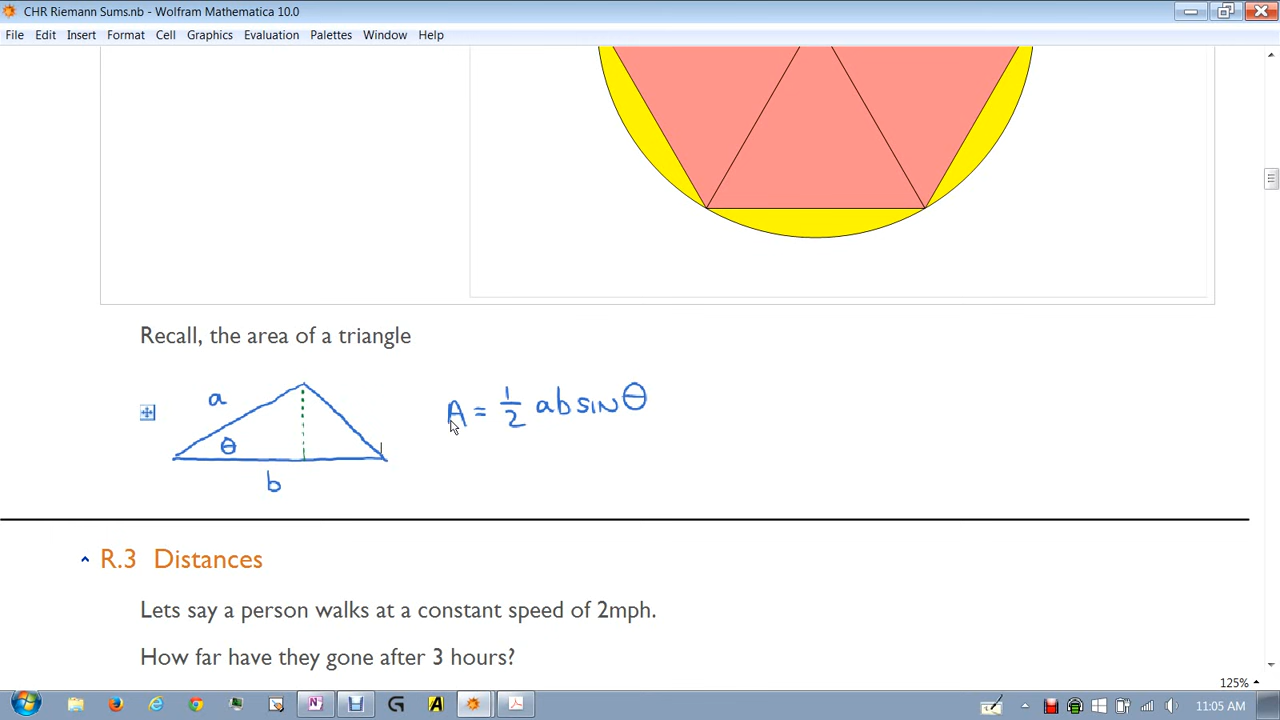 CHR Riemann Sums.nb - Wolfram Mathematica 10.0
File Edit Insert Format Cell Graphics Evaluation Palettes Window Help
Recall, the area of a triangle
a
θ
b
A = 1/2 ab sin θ
R.3 Distances
Lets say a person walks at a constant speed of 2mph.
How far have they gone after 3 hours?
125%
11:05 AM